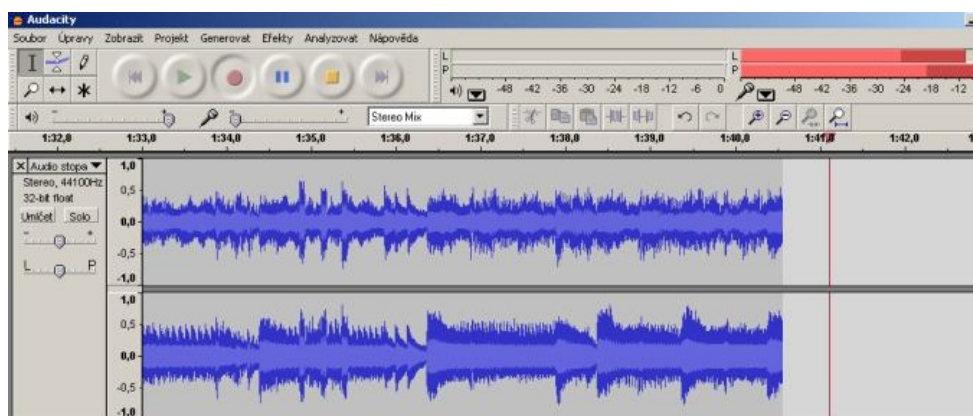 Audacity
Soubor Úpravy Zobrazit Projekt Generovat Efekty Analyzovat Nápověda
L
P
-48 -42 -36 -30 -24 -18 -12 -6 0
L
P
-48 -42 -36 -30 -24 -18 -12
- +
- +
Stereo Mix
1:32,0 1:33,0 1:34,0 1:35,0 1:36,0 1:37,0 1:38,0 1:39,0 1:40,0 1:41,0 1:42,0
Audio stopa
Stereo, 44100Hz
32-bit float
Umlčet Solo
- +
L P
1,0
0,5
0,0
-0,5
-1,0
1,0
0,5
0,0
-0,5
-1,0